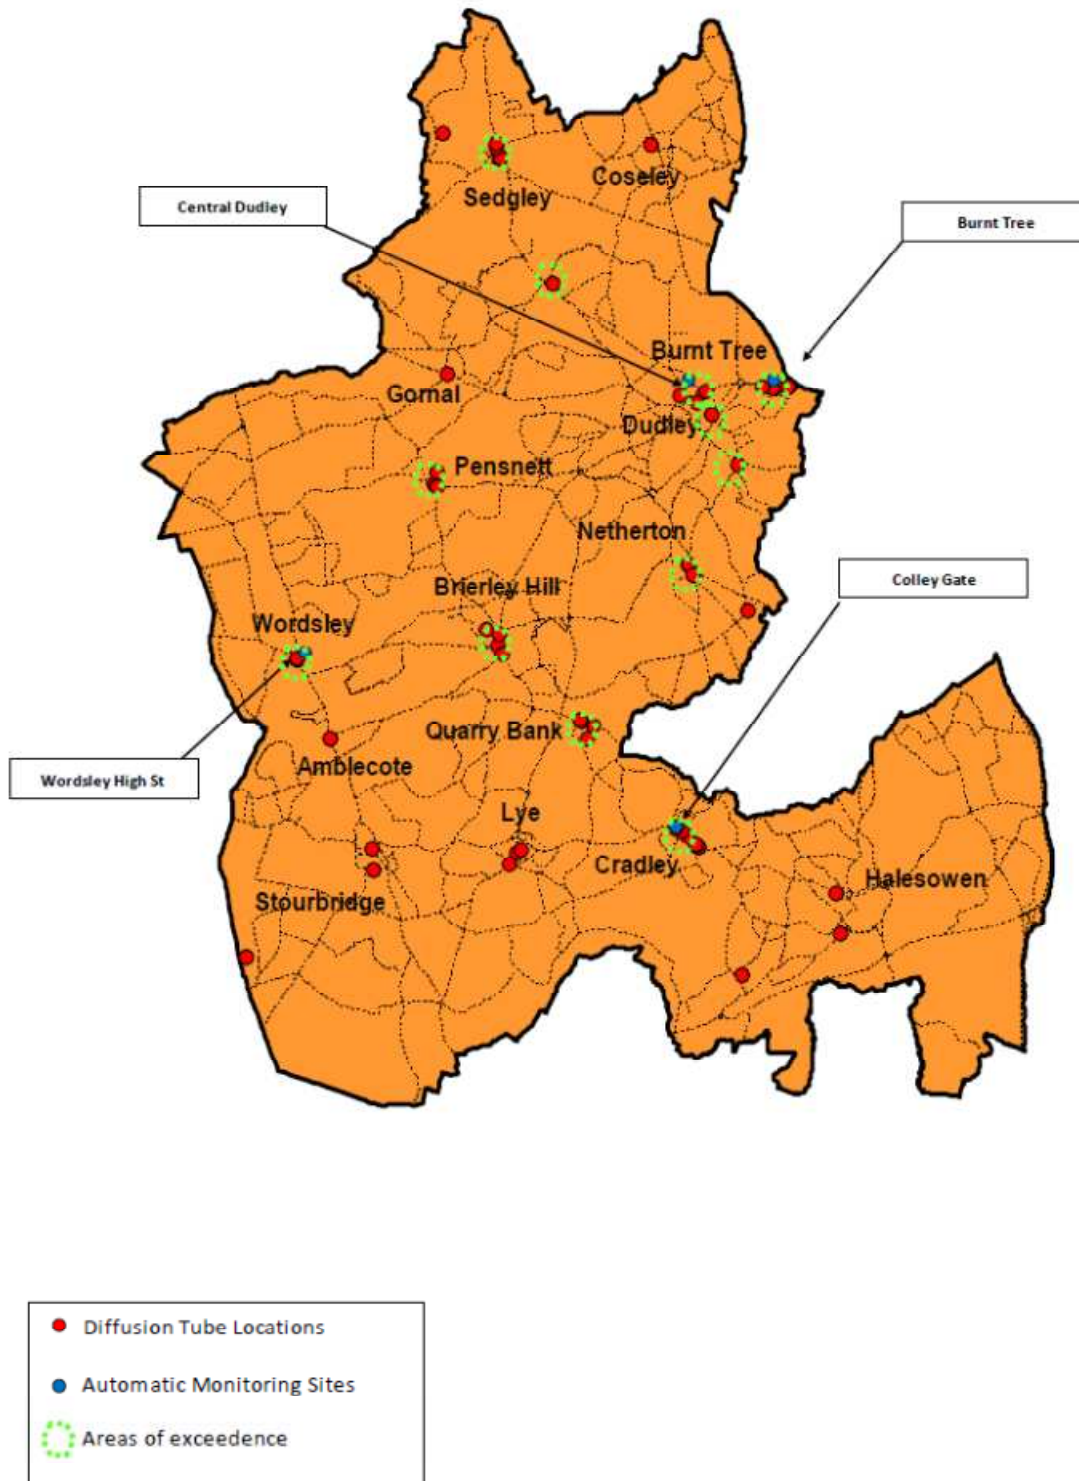 Coseley
Sedgley
Central Dudley
Burnt Tree
Burnt Tree
Gornal
Dudley
Pensnett
Netherton
Colley Gate
Brierley Hill
Wordsley
Quarry Bank
Amblecote
Wordsley High St
Lye
Cradley
Halesowen
Stourbridge
Diffusion Tube Locations
Automatic Monitoring Sites
Areas of exceedence